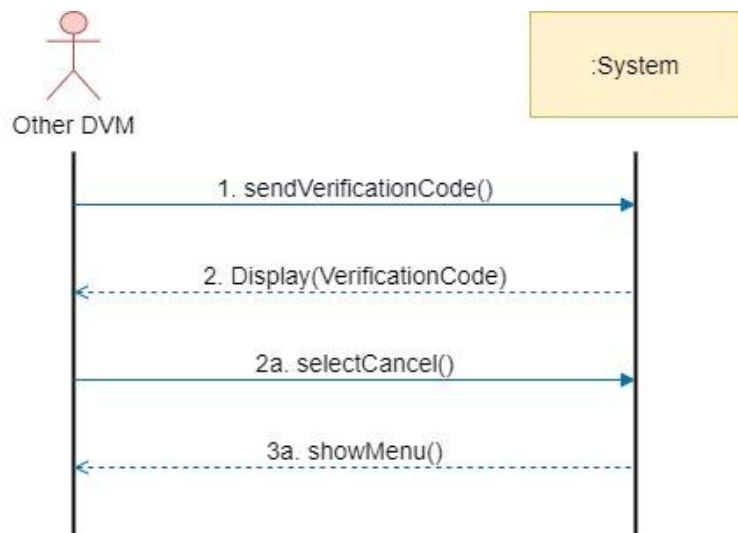 :System
Other DVM
1. sendVerificationCode()
2. Display(VerificationCode)
2a. selectCancel()
3a. showMenu()